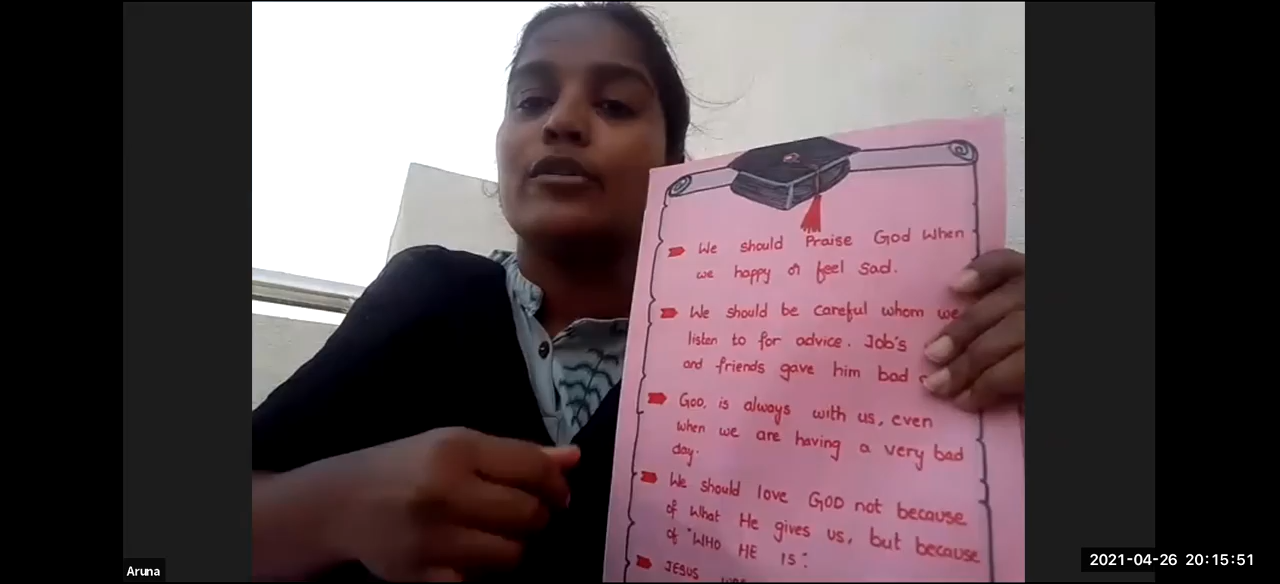 We should Praise God When
we happy or feel sad.
We should be careful whom we
listen to for advice. Job's
and friends gave him bad
GOD. is always with us, even
when we are having a very bad
day.
We should love GOD not because
of What He gives us, but because
of "WHO HE IS".
JESUS
Aruna
2021-04-26 20:15:51